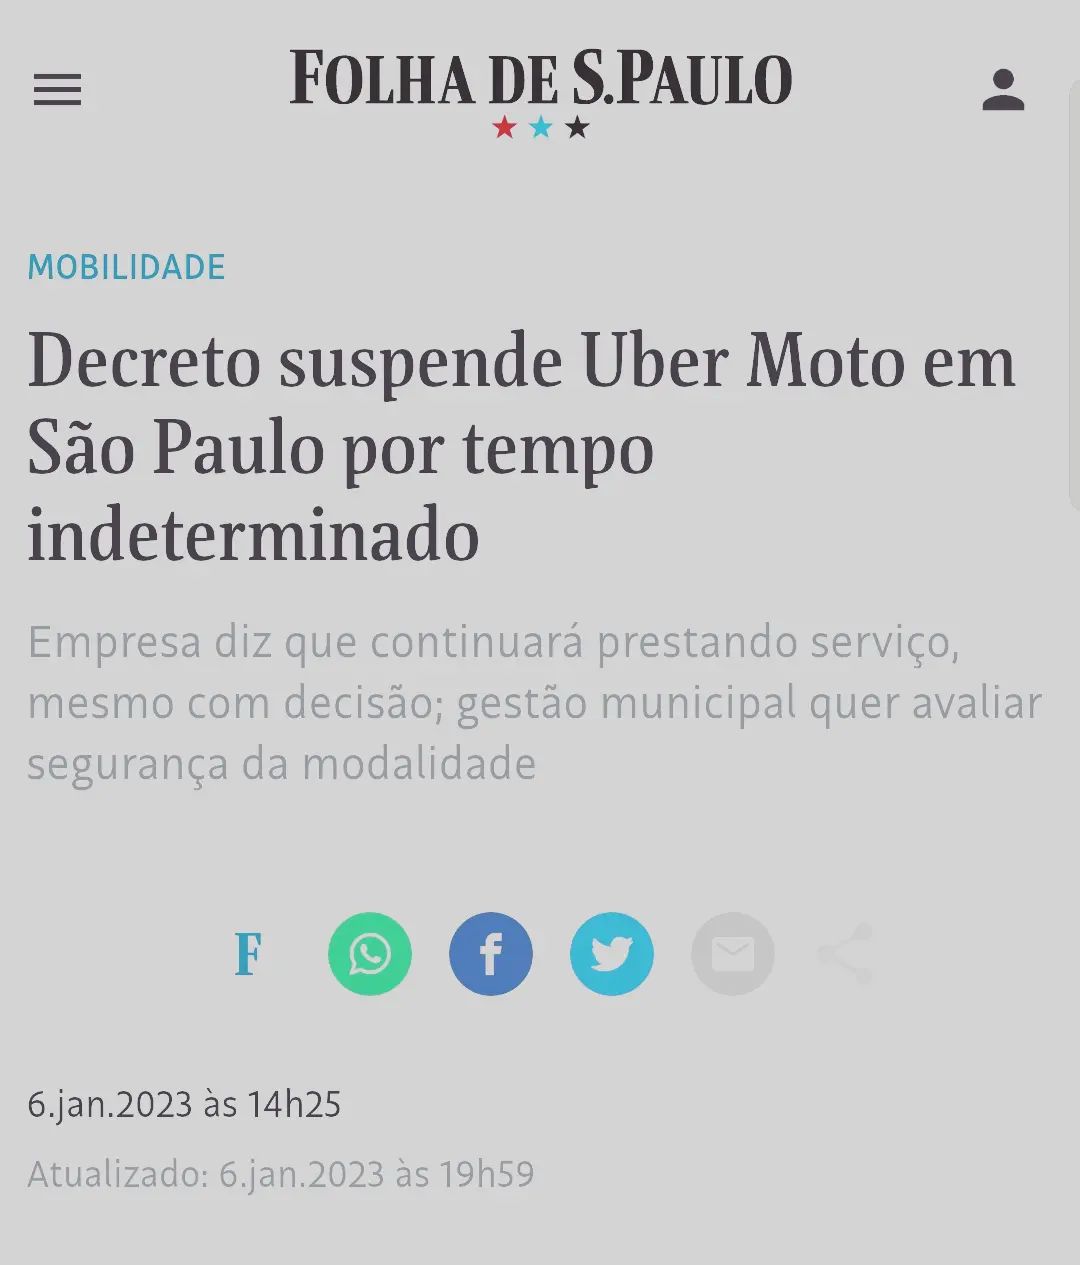 FOLHA DE S.PAULO
MOBILIDADE
Decreto suspende Uber Moto em
São Paulo por tempo
indeterminado
Empresa diz que continuará prestando serviço,
mesmo com decisão; gestão municipal quer avaliar
segurança da modalidade
F
6.jan.2023 às 14h25
Atualizado: 6.jan.2023 às 19h59